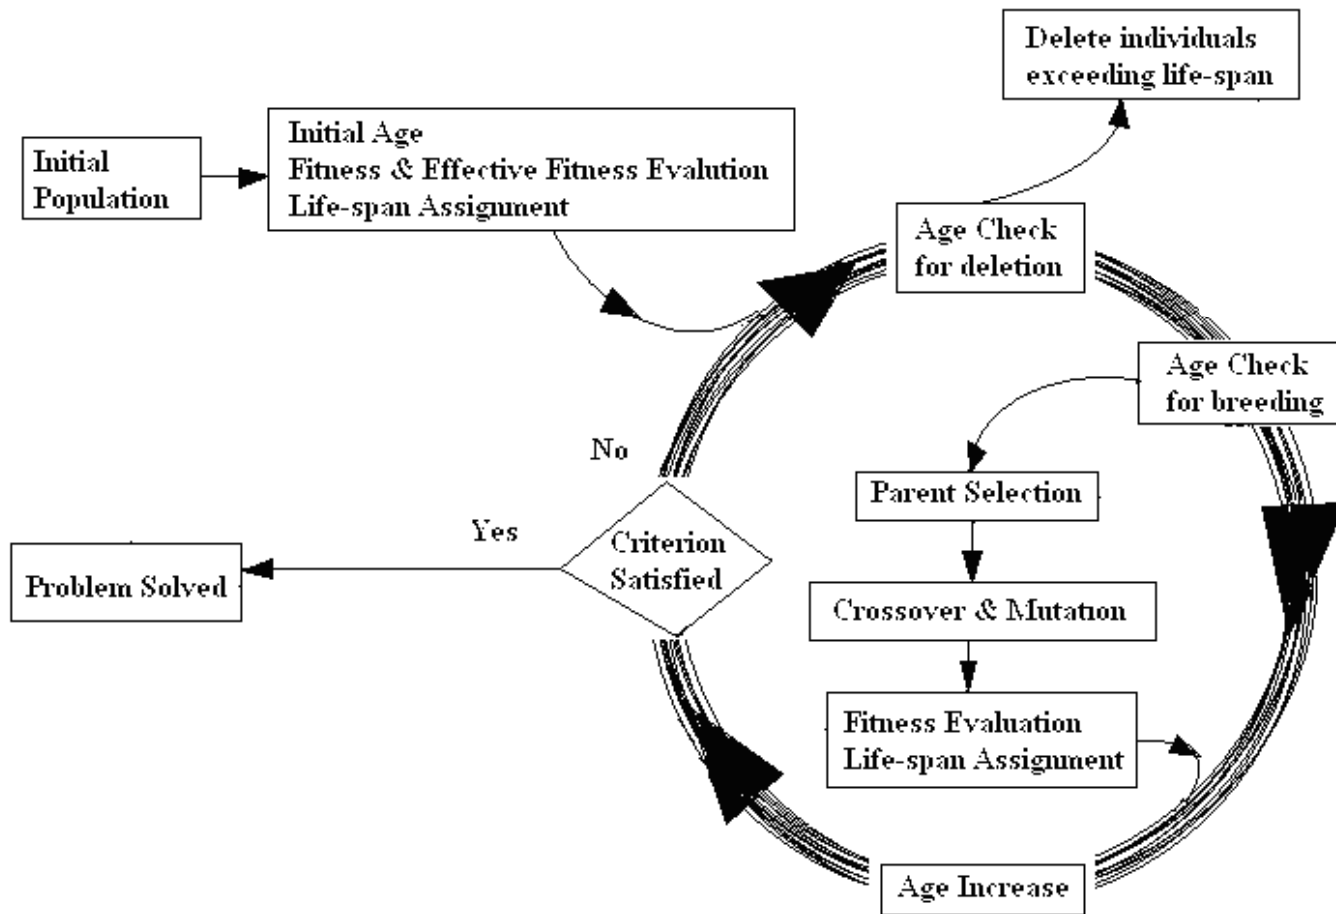 Delete individuals
exceeding life-span
Initial Age
Fitness & Effective Fitness Evalution
Life-span Assignment
Initial
Population
Age Check
for deletion
Age Check
for breeding
No
Parent Selection
Yes
Criterion
Satisfied
Problem Solved
Crossover & Mutation
Fitness Evaluation
Life-span Assignment
Age Increase